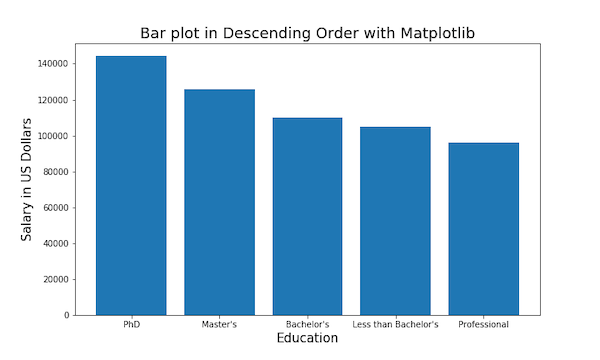 Bar plot in Descending Order with Matplotlib
Salary in US Dollars
140000
120000
100000
80000
60000
40000
20000
0
PhD Master's Bachelor's Less than Bachelor's Professional
Education